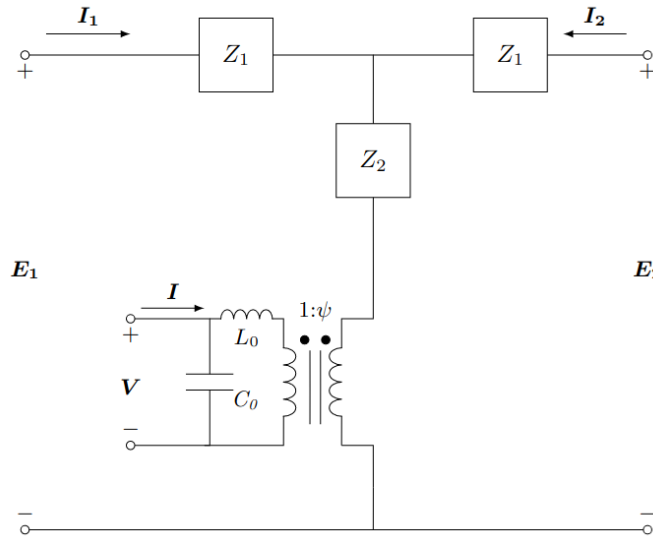 I₁
I₂
Z₁
Z₁
+
+
Z₂
E₁
I
1:ψ
+
L₀
V
C₀
−
−
−